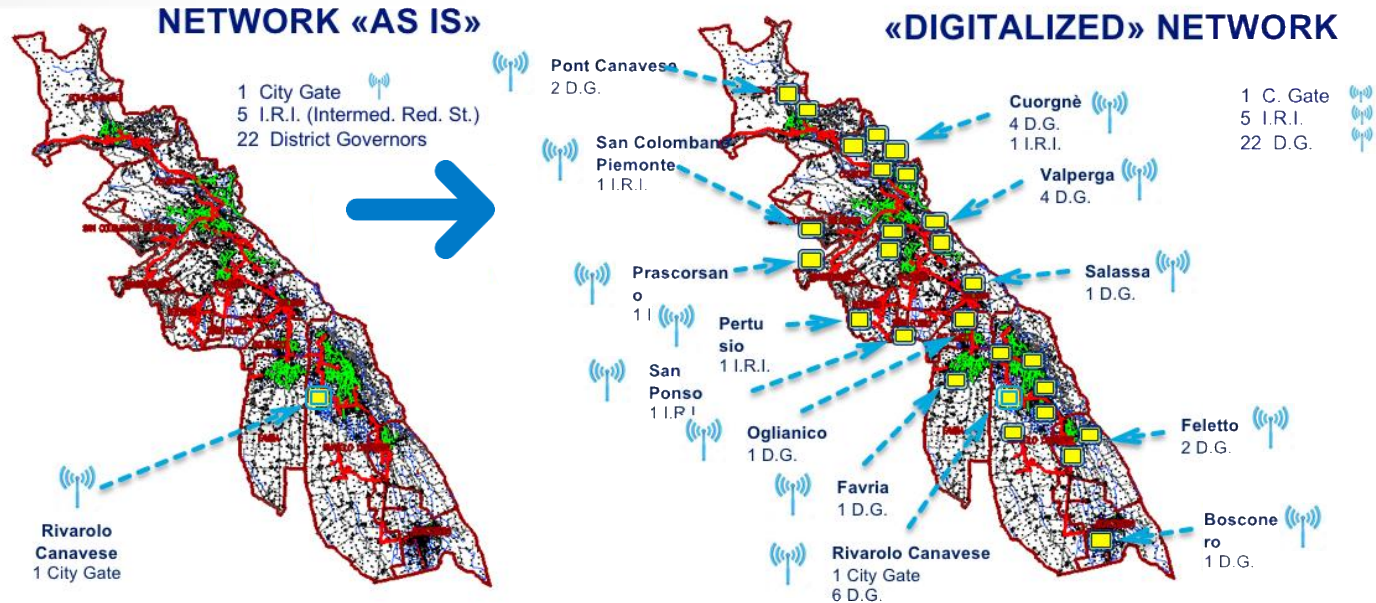 NETWORK «AS IS»
1 City Gate
5 I.R.I. (Intermed. Red. St.)
22 District Governors
Rivarolo
Canavese
1 City Gate
«DIGITALIZED» NETWORK
1 C. Gate
5 I.R.I.
22 D.G.
Pont Canavese
2 D.G.
San Colombano
Piemonte
1 I.R.I.
Prascorsan
o
1 I
Pertu
sio
1 I.R.I.
San
Ponso
1 I.R.I.
Oglianico
1 D.G.
Favria
1 D.G.
Rivarolo Canavese
1 City Gate
6 D.G.
Cuorgnè
4 D.G.
1 I.R.I.
Valperga
4 D.G.
Salassa
1 D.G.
Feletto
2 D.G.
Boscone
ro
1 D.G.